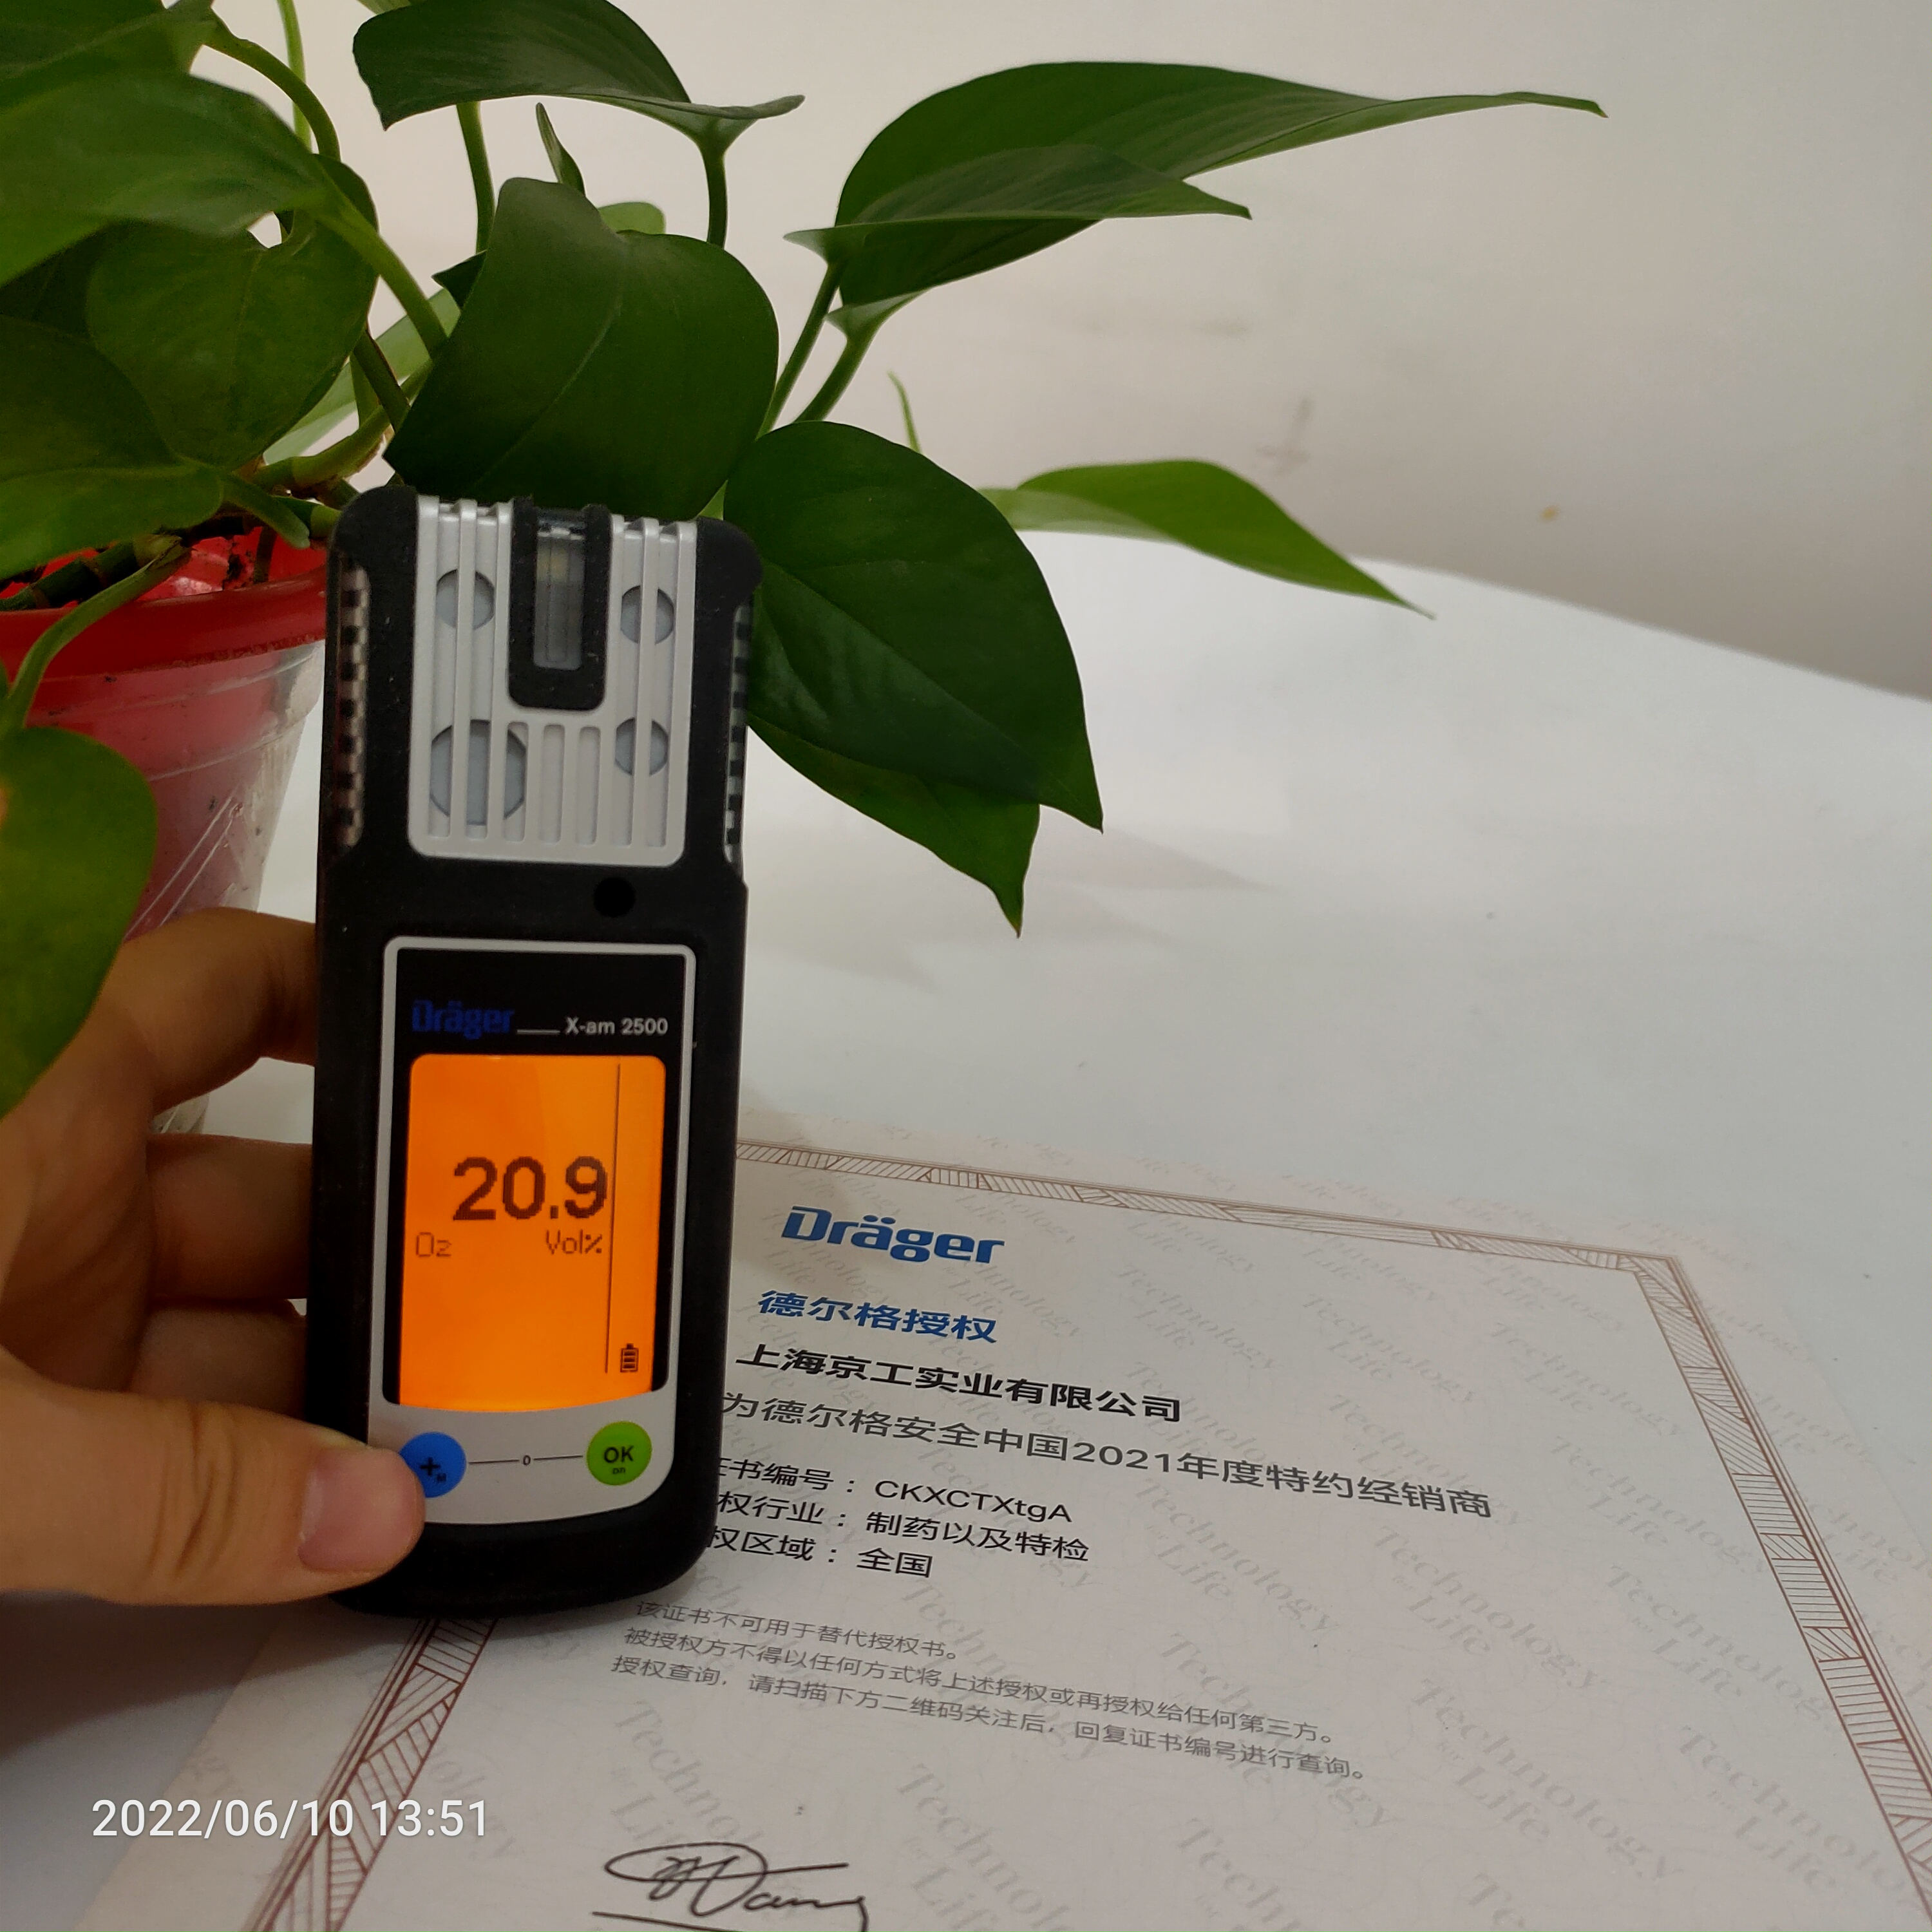 Dräger X-am 2500
20.9
O₂ Vol%
+
0
OK
on
Dräger
德尔格授权
上海京工实业有限公司
为德尔格安全中国2021年度特约经销商
证书编号：CKXCTXtgA
权行业：制药以及特检
权区域：全国
该证书不可用于替代授权书。
被授权方不得以任何方式将上述授权或再授权给任何第三方。
授权查询，请扫描下方二维码关注后，回复证书编号进行查询。
Technology
for
Life
2022/06/10 13:51